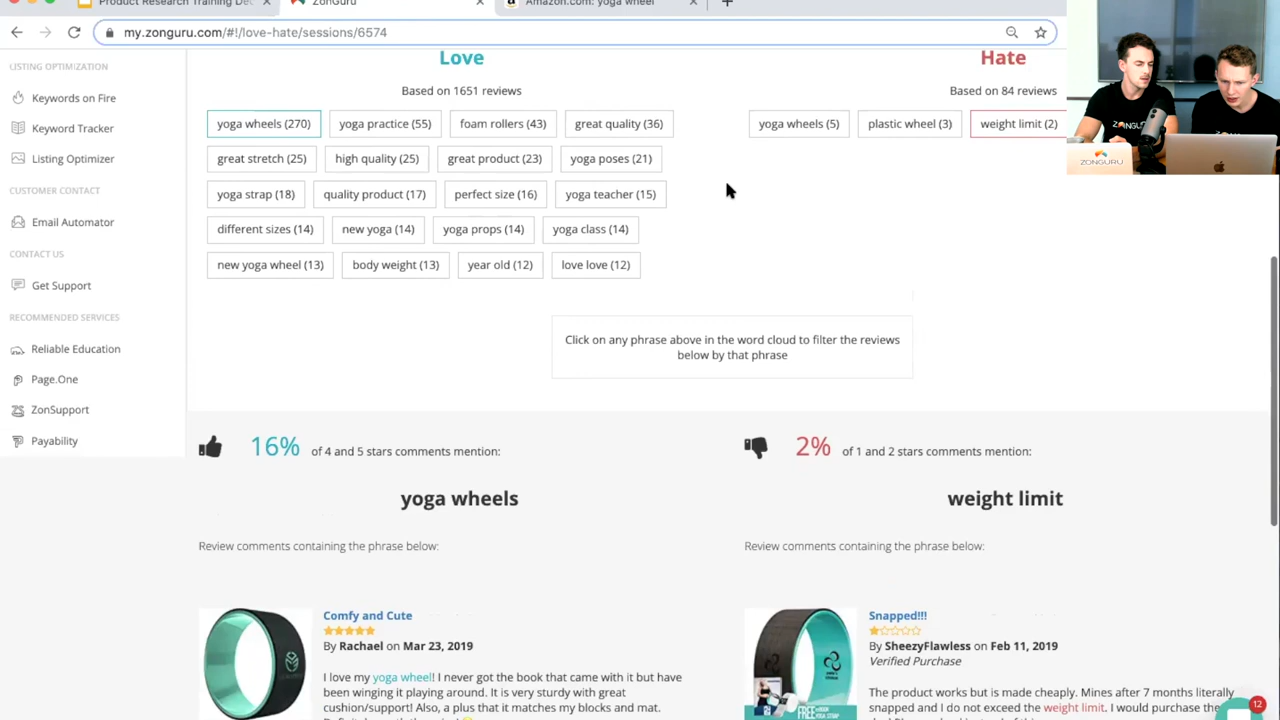 Product Research Training De
ZonGuru
Amazon.com: yoga wheel
my.zonguru.com/#!/love-hate/sessions/6574
LISTING OPTIMIZATION
Keywords on Fire
Keyword Tracker
Listing Optimizer
CUSTOMER CONTACT
Email Automator
CONTACT US
Get Support
RECOMMENDED SERVICES
Reliable Education
Page.One
ZonSupport
Payability
Love
Based on 1651 reviews
yoga wheels (270) yoga practice (55) foam rollers (43) great quality (36)
great stretch (25) high quality (25) great product (23) yoga poses (21)
yoga strap (18) quality product (17) perfect size (16) yoga teacher (15)
different sizes (14) new yoga (14) yoga props (14) yoga class (14)
new yoga wheel (13) body weight (13) year old (12) love love (12)
Hate
Based on 84 reviews
yoga wheels (5) plastic wheel (3) weight limit (2)
Click on any phrase above in the word cloud to filter the reviews
below by that phrase
16% of 4 and 5 stars comments mention:
yoga wheels
Review comments containing the phrase below:
Comfy and Cute
By Rachael on Mar 23, 2019
I love my yoga wheel! I never got the book that came with it but have
been winging it playing around. It is very sturdy with great
cushion/support! Also, a plus that it matches my blocks and mat.
2% of 1 and 2 stars comments mention:
weight limit
Review comments containing the phrase below:
Snapped!!!
By SheezyFlawless on Feb 11, 2019
Verified Purchase
The product works but is made cheaply. Mines after 7 months literally
snapped and I do not exceed the weight limit. I would purchase the
12
ZONGURU